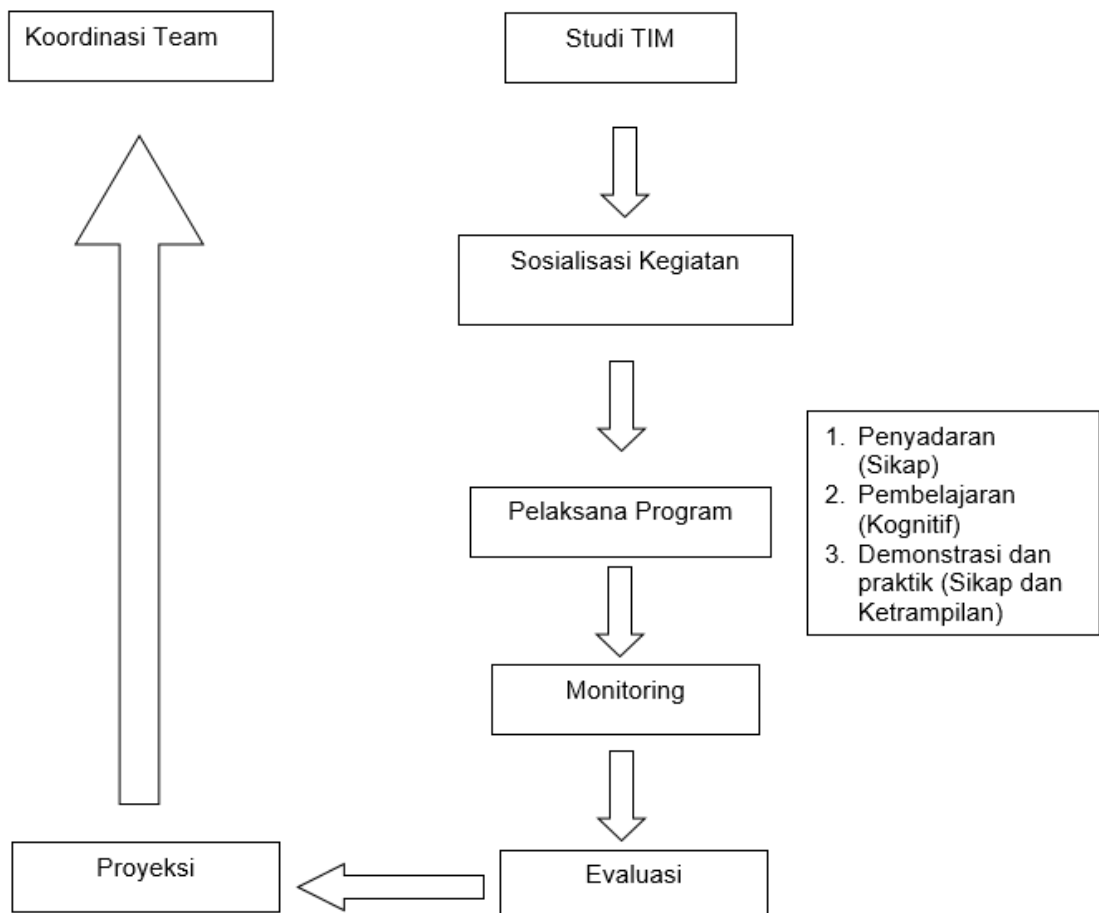 Koordinasi Team
Studi TIM
Sosialisasi Kegiatan
Pelaksana Program
1. Penyadaran
(Sikap)
2. Pembelajaran
(Kognitif)
3. Demonstrasi dan
praktik (Sikap dan
Ketrampilan)
Monitoring
Evaluasi
Proyeksi